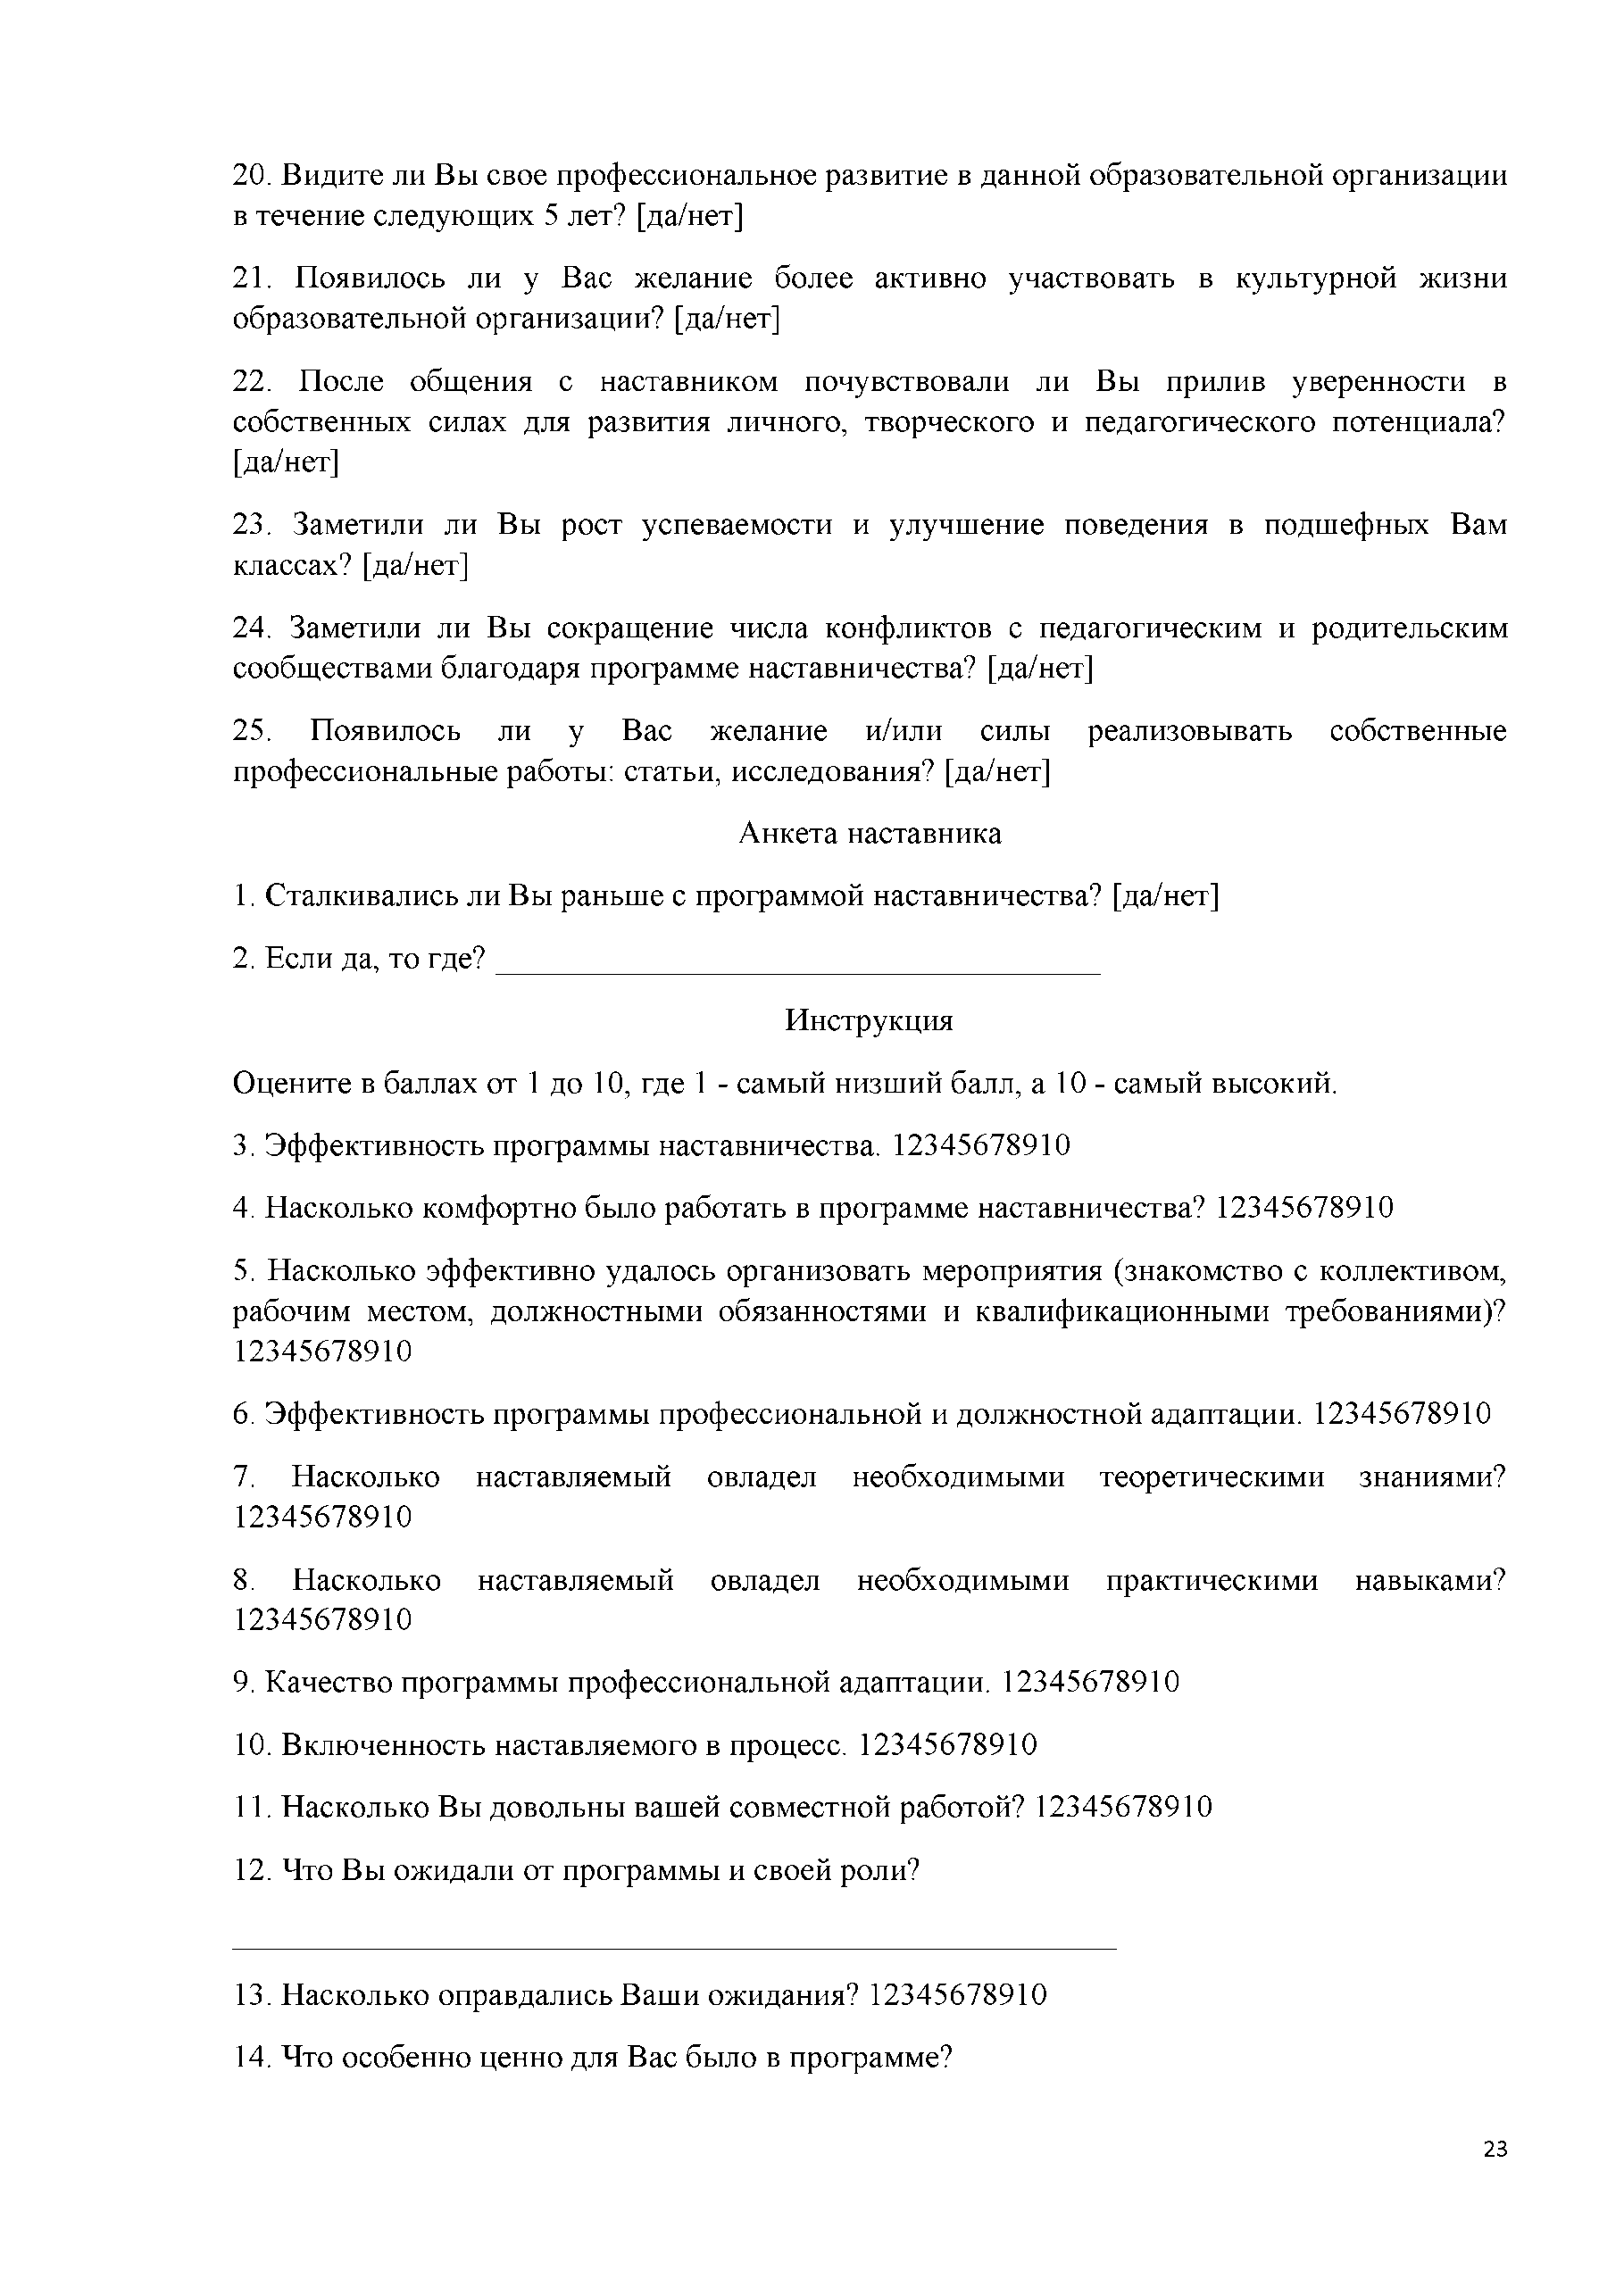 20. Видите ли Вы свое профессиональное развитие в данной образовательной организации
в течение следующих 5 лет? [да/нет]
21. Появилось ли у Вас желание более активно участвовать в культурной жизни
образовательной организации? [да/нет]
22. После общения с наставником почувствовали ли Вы прилив уверенности в
собственных силах для развития личного, творческого и педагогического потенциала?
[да/нет]
23. Заметили ли Вы рост успеваемости и улучшение поведения в подшефных Вам
классах? [да/нет]
24. Заметили ли Вы сокращение числа конфликтов с педагогическим и родительским
сообществами благодаря программе наставничества? [да/нет]
25. Появилось ли у Вас желание и/или силы реализовывать собственные
профессиональные работы: статьи, исследования? [да/нет]
Анкета наставника
1. Сталкивались ли Вы раньше с программой наставничества? [да/нет]
2. Если да, то где? ______________________________________
Инструкция
Оцените в баллах от 1 до 10, где 1 - самый низший балл, а 10 - самый высокий.
3. Эффективность программы наставничества. 12345678910
4. Насколько комфортно было работать в программе наставничества? 12345678910
5. Насколько эффективно удалось организовать мероприятия (знакомство с коллективом,
рабочим местом, должностными обязанностями и квалификационными требованиями)?
12345678910
6. Эффективность программы профессиональной и должностной адаптации. 12345678910
7. Насколько наставляемый овладел необходимыми теоретическими знаниями?
12345678910
8. Насколько наставляемый овладел необходимыми практическими навыками?
12345678910
9. Качество программы профессиональной адаптации. 12345678910
10. Включенность наставляемого в процесс. 12345678910
11. Насколько Вы довольны вашей совместной работой? 12345678910
12. Что Вы ожидали от программы и своей роли?
________________________________________________________
13. Насколько оправдались Ваши ожидания? 12345678910
14. Что особенно ценно для Вас было в программе?
23